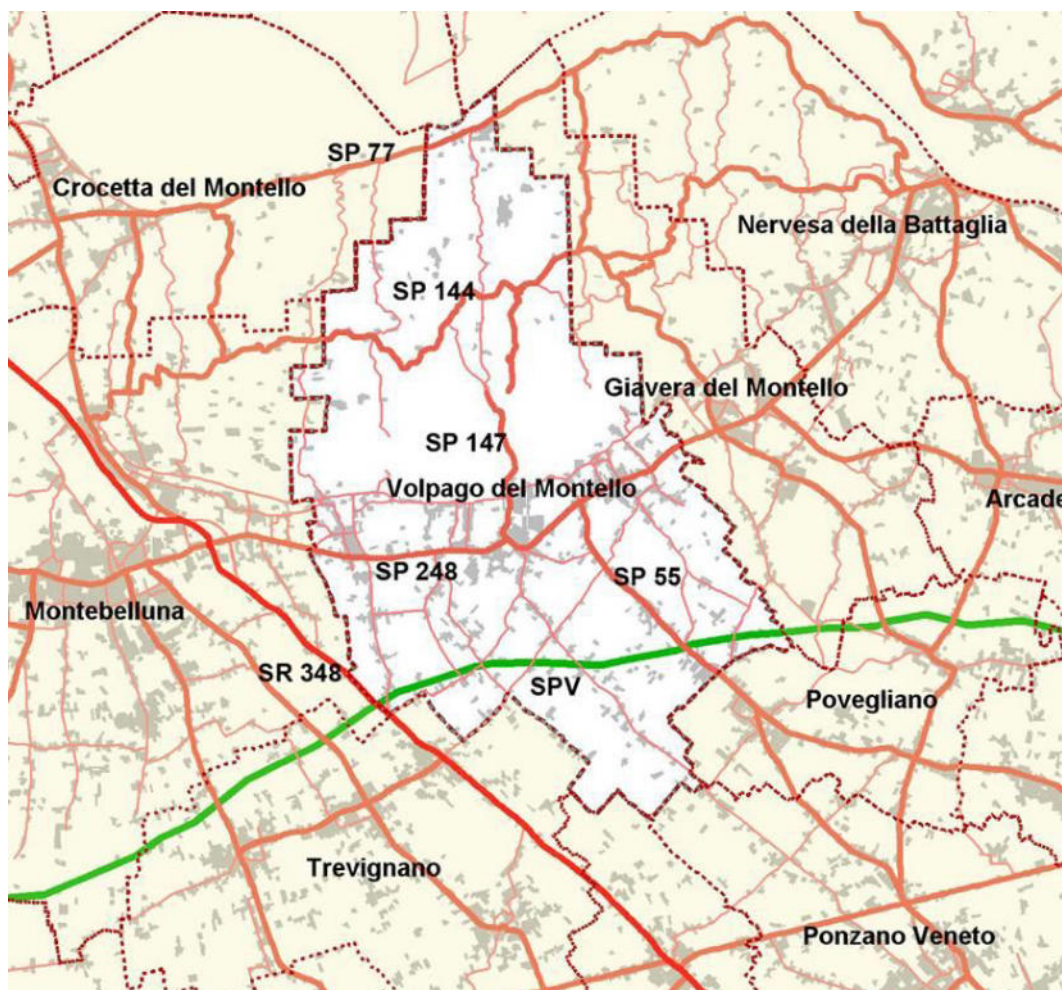 SP 77
Crocetta del Montello
Nervesa della Battaglia
SP 144
Giavera del Montello
SP 147
Volpago del Montello
Arcade
SP 248
SP 55
Montebelluna
SR 348
SPV
Povegliano
Trevignano
Ponzano Veneto